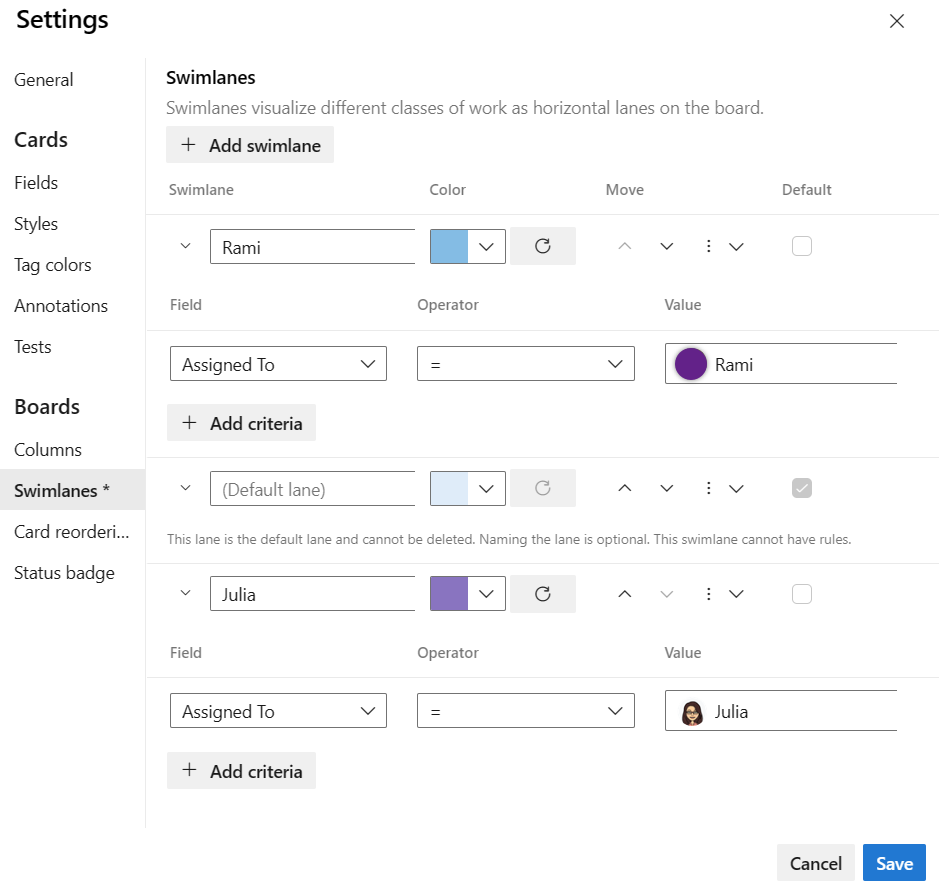 Settings
General
Cards
Fields
Styles
Tag colors
Annotations
Tests
Boards
Columns
Swimlanes *
Card reorderi...
Status badge
Swimlanes
Swimlanes visualize different classes of work as horizontal lanes on the board.
+ Add swimlane
Swimlane Color Move Default
Rami
Field Operator Value
Assigned To = Rami
+ Add criteria
(Default lane)
This lane is the default lane and cannot be deleted. Naming the lane is optional. This swimlane cannot have rules.
Julia
Field Operator Value
Assigned To = Julia
+ Add criteria
Cancel Save